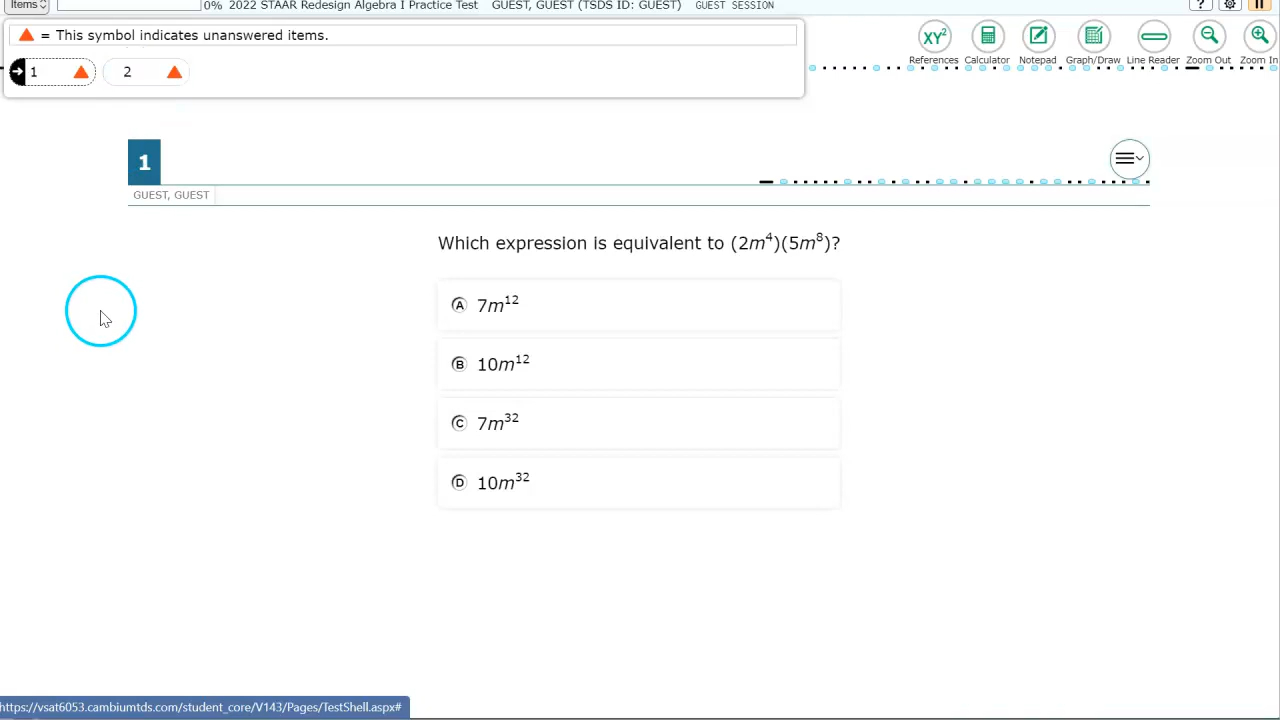 Items
0% 2022 STAAR Redesign Algebra I Practice Test GUEST, GUEST (TSDS ID: GUEST) GUEST SESSION ?
= This symbol indicates unanswered items.
1 2
XY² References Calculator Notepad Graph/Draw Line Reader Zoom Out Zoom In
1
GUEST, GUEST
Which expression is equivalent to (2m⁴)(5m⁸)?
A 7m¹²
B 10m¹²
C 7m³²
D 10m³²
https://vsat6053.cambiumtds.com/student_core/V143/Pages/TestShell.aspx#